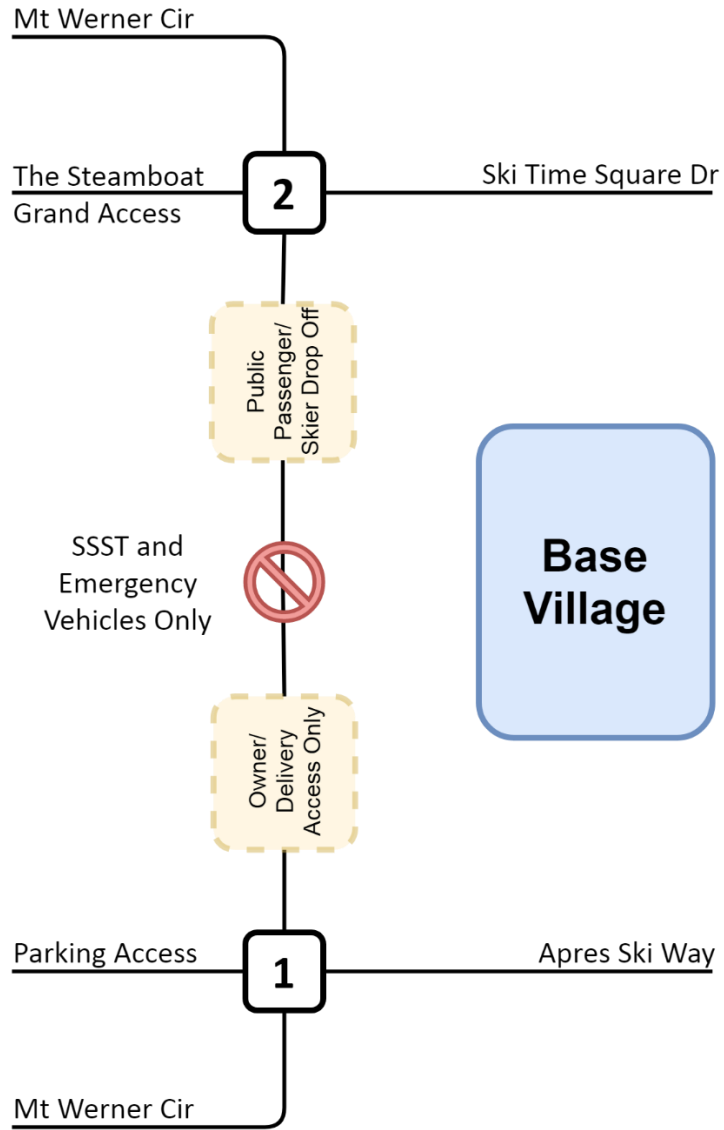 Mt Werner Cir
The Steamboat
Grand Access
2
Ski Time Square Dr
Public
Passenger/
Skier Drop Off
SSST and
Emergency
Vehicles Only
Base
Village
Owner/
Delivery
Access Only
Parking Access
1
Apres Ski Way
Mt Werner Cir